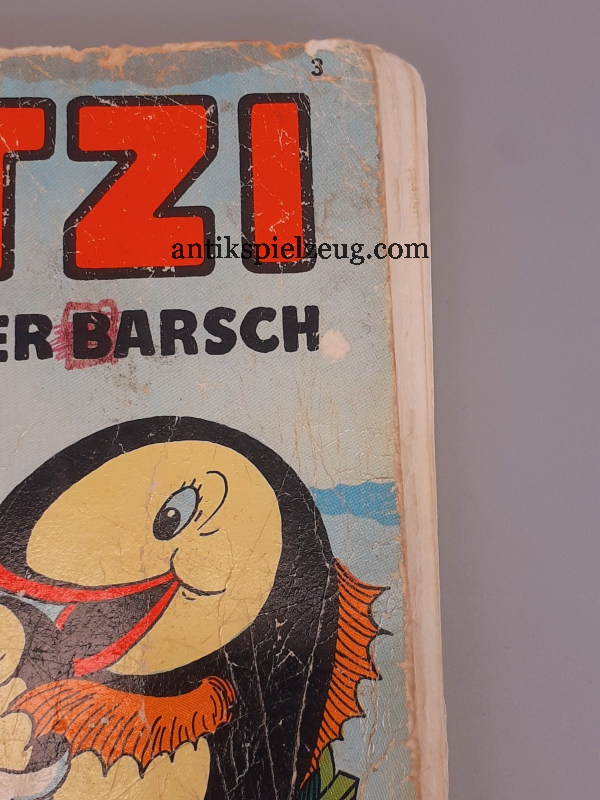 3
TZI
antikspielzeug.com
ER BARSCH